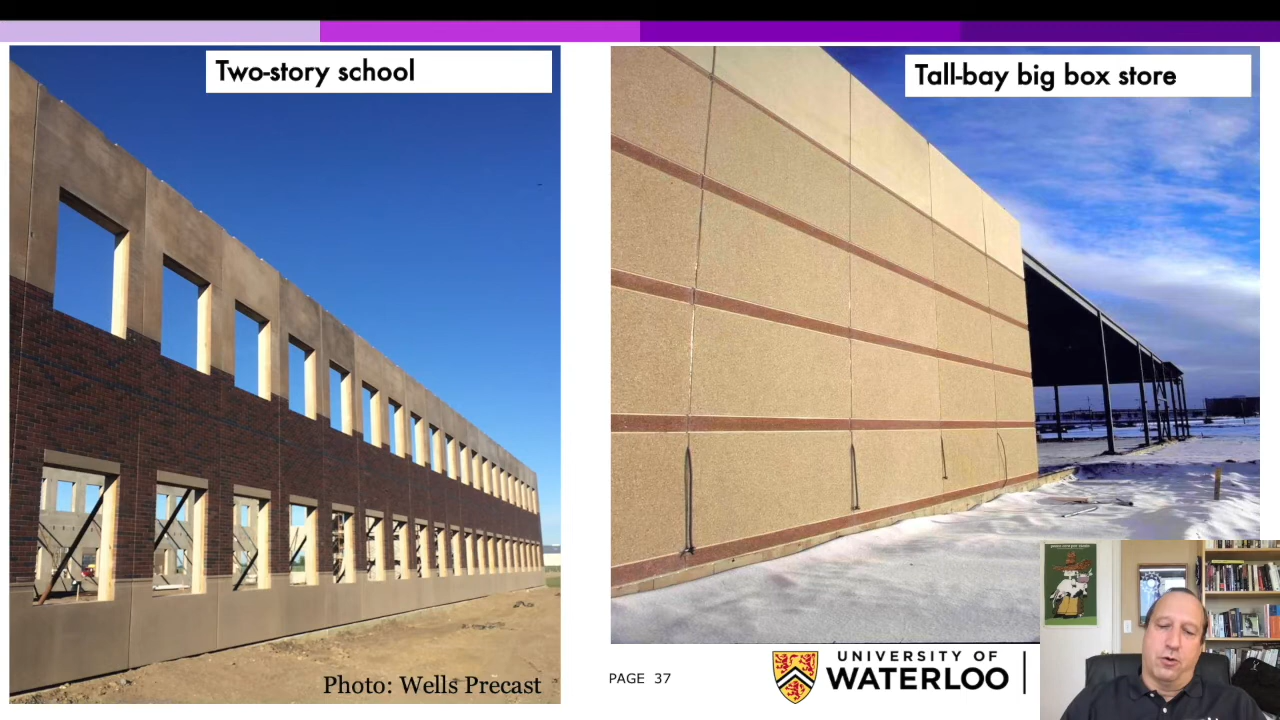 Two-story school
Tall-bay big box store
Photo: Wells Precast
PAGE 37
UNIVERSITY OF
WATERLOO